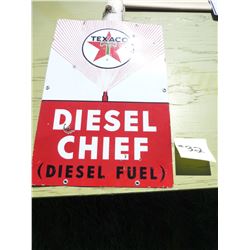 TEXACO
T
DIESEL
CHIEF
(DIESEL FUEL)
#32